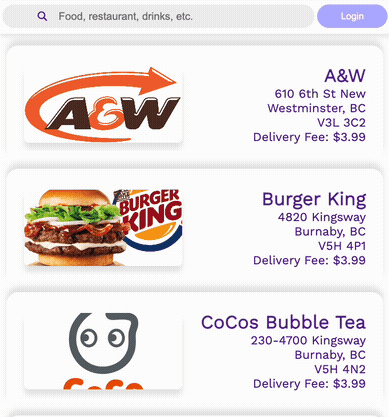 Food, restaurant, drinks, etc.
Login
A&W
A&W
610 6th St New
Westminster, BC
V3L 3C2
Delivery Fee: $3.99
BURGER
KING
Burger King
4820 Kingsway
Burnaby, BC
V5H 4P1
Delivery Fee: $3.99
CoCo
CoCos Bubble Tea
230-4700 Kingsway
Burnaby, BC
V5H 4N2
Delivery Fee: $3.99